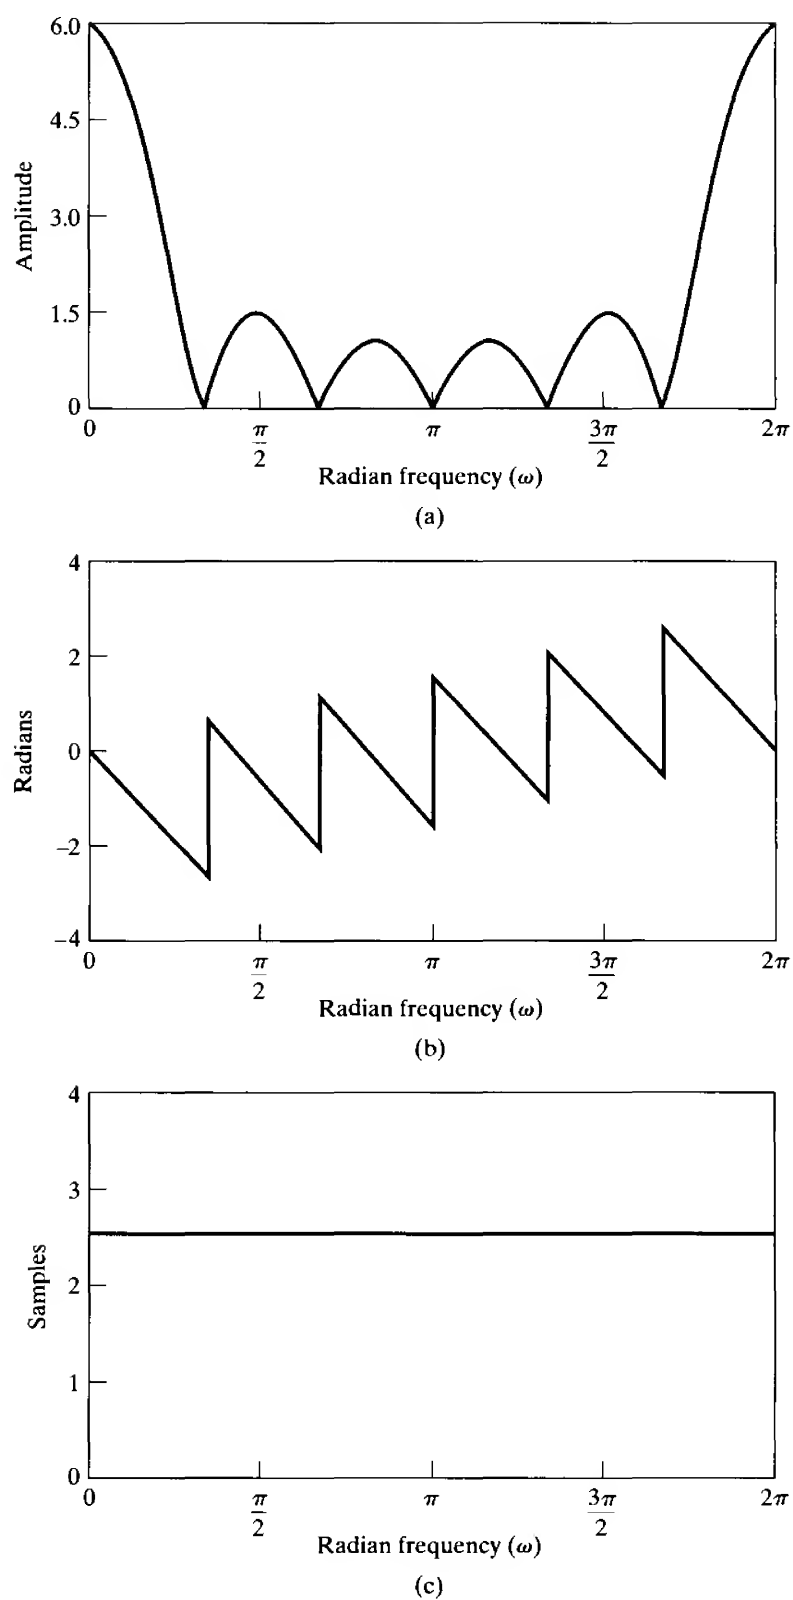 6.0
4.5
3.0
1.5
0
Amplitude
0 π/2 π 3π/2 2π
Radian frequency (ω)
(a)
4
2
0
−2
−4
Radians
0 π/2 π 3π/2 2π
Radian frequency (ω)
(b)
4
3
2
1
0
Samples
0 π/2 π 3π/2 2π
Radian frequency (ω)
(c)